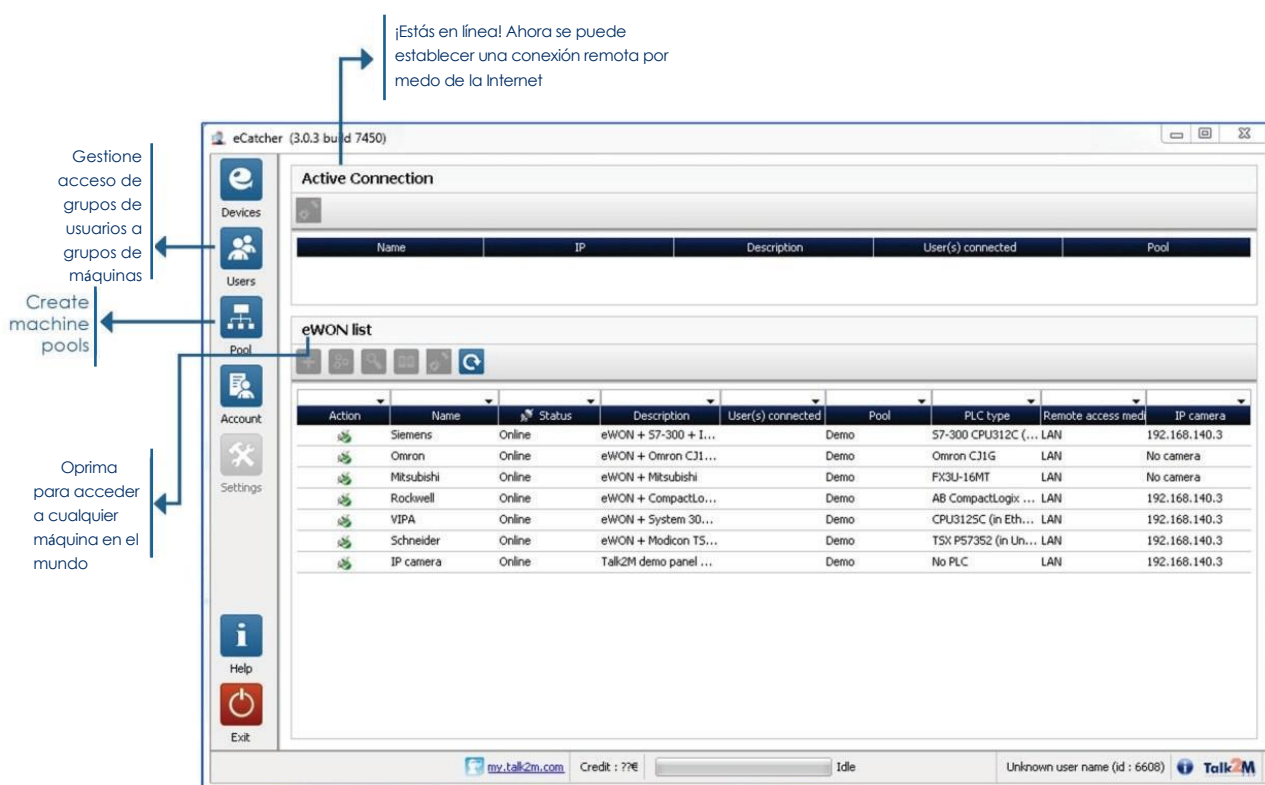 ¡Estás en línea! Ahora se puede
establecer una conexión remota por
medo de la Internet
eCatcher (3.0.3 build 7450)
Gestione
acceso de
grupos de
usuarios a
grupos de
máquinas
Create
machine
pools
Oprima
para acceder
a cualquier
máquina en el
mundo
Devices
Users
Pool
Account
Settings
Help
Exit
Active Connection
Name IP Description User(s) connected Pool
eWON list
Action Name Status Description User(s) connected Pool PLC type Remote access medi IP camera
Siemens Online eWON + S7-300 + I... Demo S7-300 CPU312C (... LAN 192.168.140.3
Omron Online eWON + Omron CJ1... Demo Omron CJ1G LAN No camera
Mitsubishi Online eWON + Mitsubishi Demo FX3U-16MT LAN No camera
Rockwell Online eWON + CompactLo... Demo AB CompactLogix ... LAN 192.168.140.3
VIPA Online eWON + System 30... Demo CPU312SC (in Eth... LAN 192.168.140.3
Schneider Online eWON + Modicon TS... Demo TSX P57352 (in Un... LAN 192.168.140.3
IP camera Online Talk2M demo panel ... Demo No PLC LAN 192.168.140.3
my.talk2m.com Credit : ??€ Idle Unknown user name (id : 6608) Talk2M